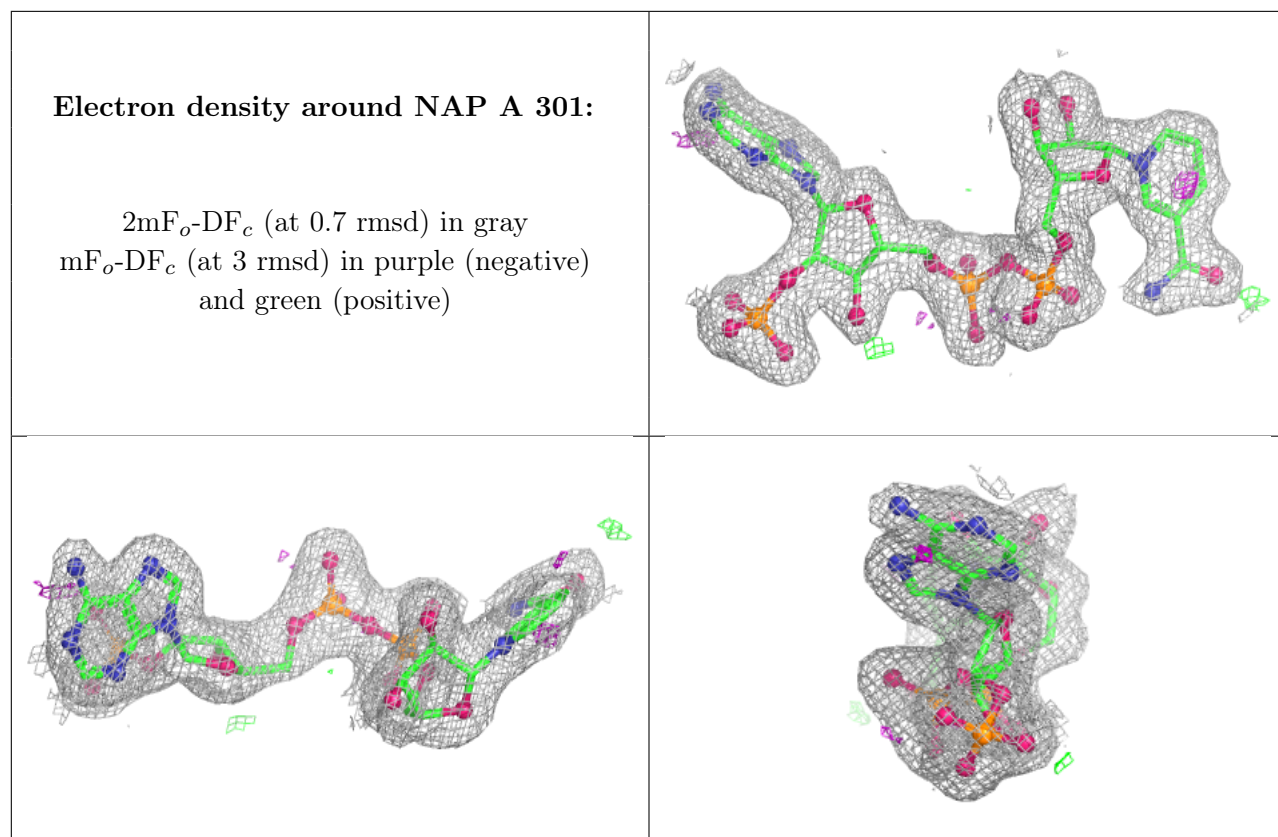 Electron density around NAP A 301:
2mFₒ-DF𝒸 (at 0.7 rmsd) in gray
mFₒ-DF𝒸 (at 3 rmsd) in purple (negative)
and green (positive)